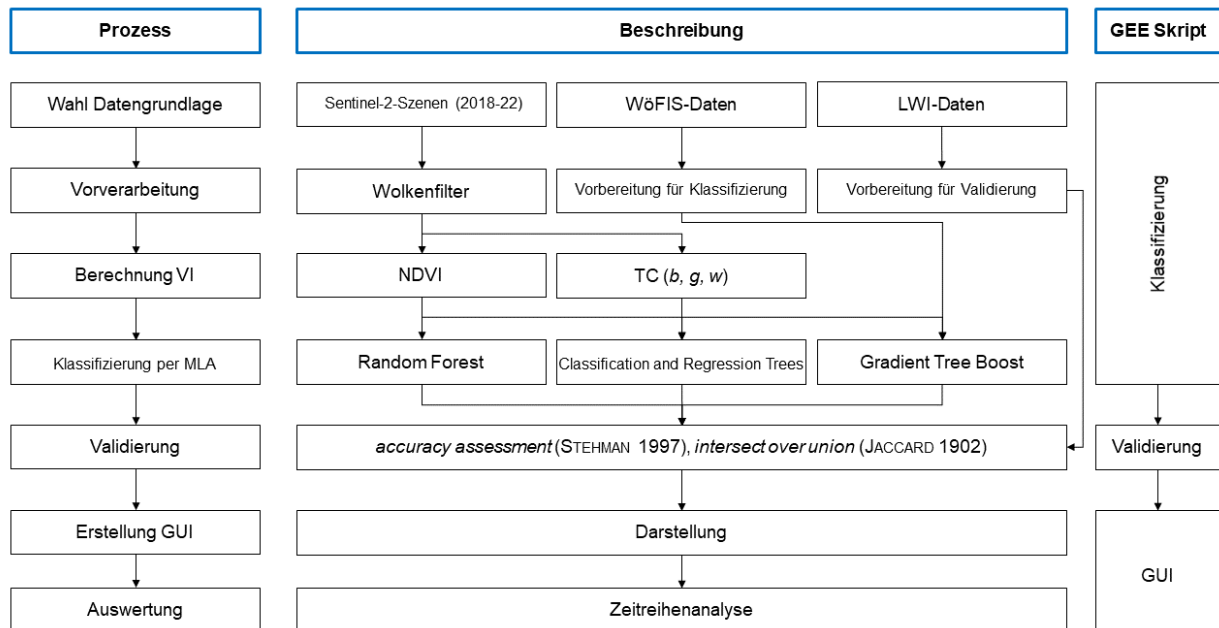 Prozess
Beschreibung
GEE Skript
Wahl Datengrundlage
Sentinel-2-Szenen (2018-22)
WöFIS-Daten
LWI-Daten
Vorverarbeitung
Wolkenfilter
Vorbereitung für Klassifizierung
Vorbereitung für Validierung
Klassifizierung
Berechnung VI
NDVI
TC (b, g, w)
Klassifizierung per MLA
Random Forest
Classification and Regression Trees
Gradient Tree Boost
Validierung
accuracy assessment (STEHMAN 1997), intersect over union (JACCARD 1902)
Validierung
Erstellung GUI
Darstellung
GUI
Auswertung
Zeitreihenanalyse